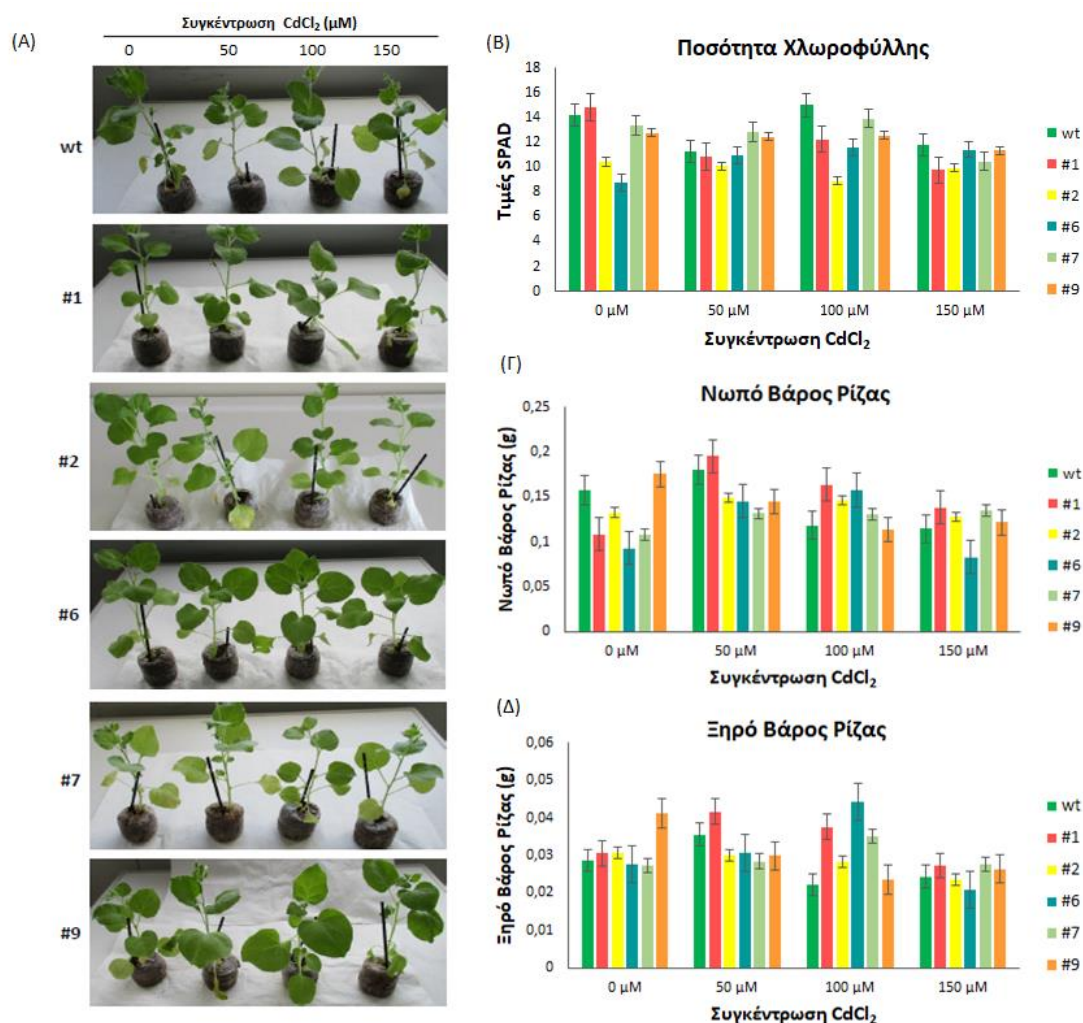 (Α)
Συγκέντρωση CdCl₂ (μM)
0 50 100 150
wt
#1
#2
#6
#7
#9
(Β)
Ποσότητα Χλωροφύλλης
Τιμές SPAD
18
16
14
12
10
8
6
4
2
0
0 μM 50 μM 100 μM 150 μM
Συγκέντρωση CdCl₂
wt
#1
#2
#6
#7
#9
(Γ)
Νωπό Βάρος Ρίζας
Νωπό Βάρος Ρίζας (g)
0,25
0,2
0,15
0,1
0,05
0
0 μM 50 μM 100 μM 150 μM
Συγκέντρωση CdCl₂
wt
#1
#2
#6
#7
#9
(Δ)
Ξηρό Βάρος Ρίζας
Ξηρό Βάρος Ρίζας (g)
0,06
0,05
0,04
0,03
0,02
0,01
0
0 μM 50 μM 100 μM 150 μM
Συγκέντρωση CdCl₂
wt
#1
#2
#6
#7
#9